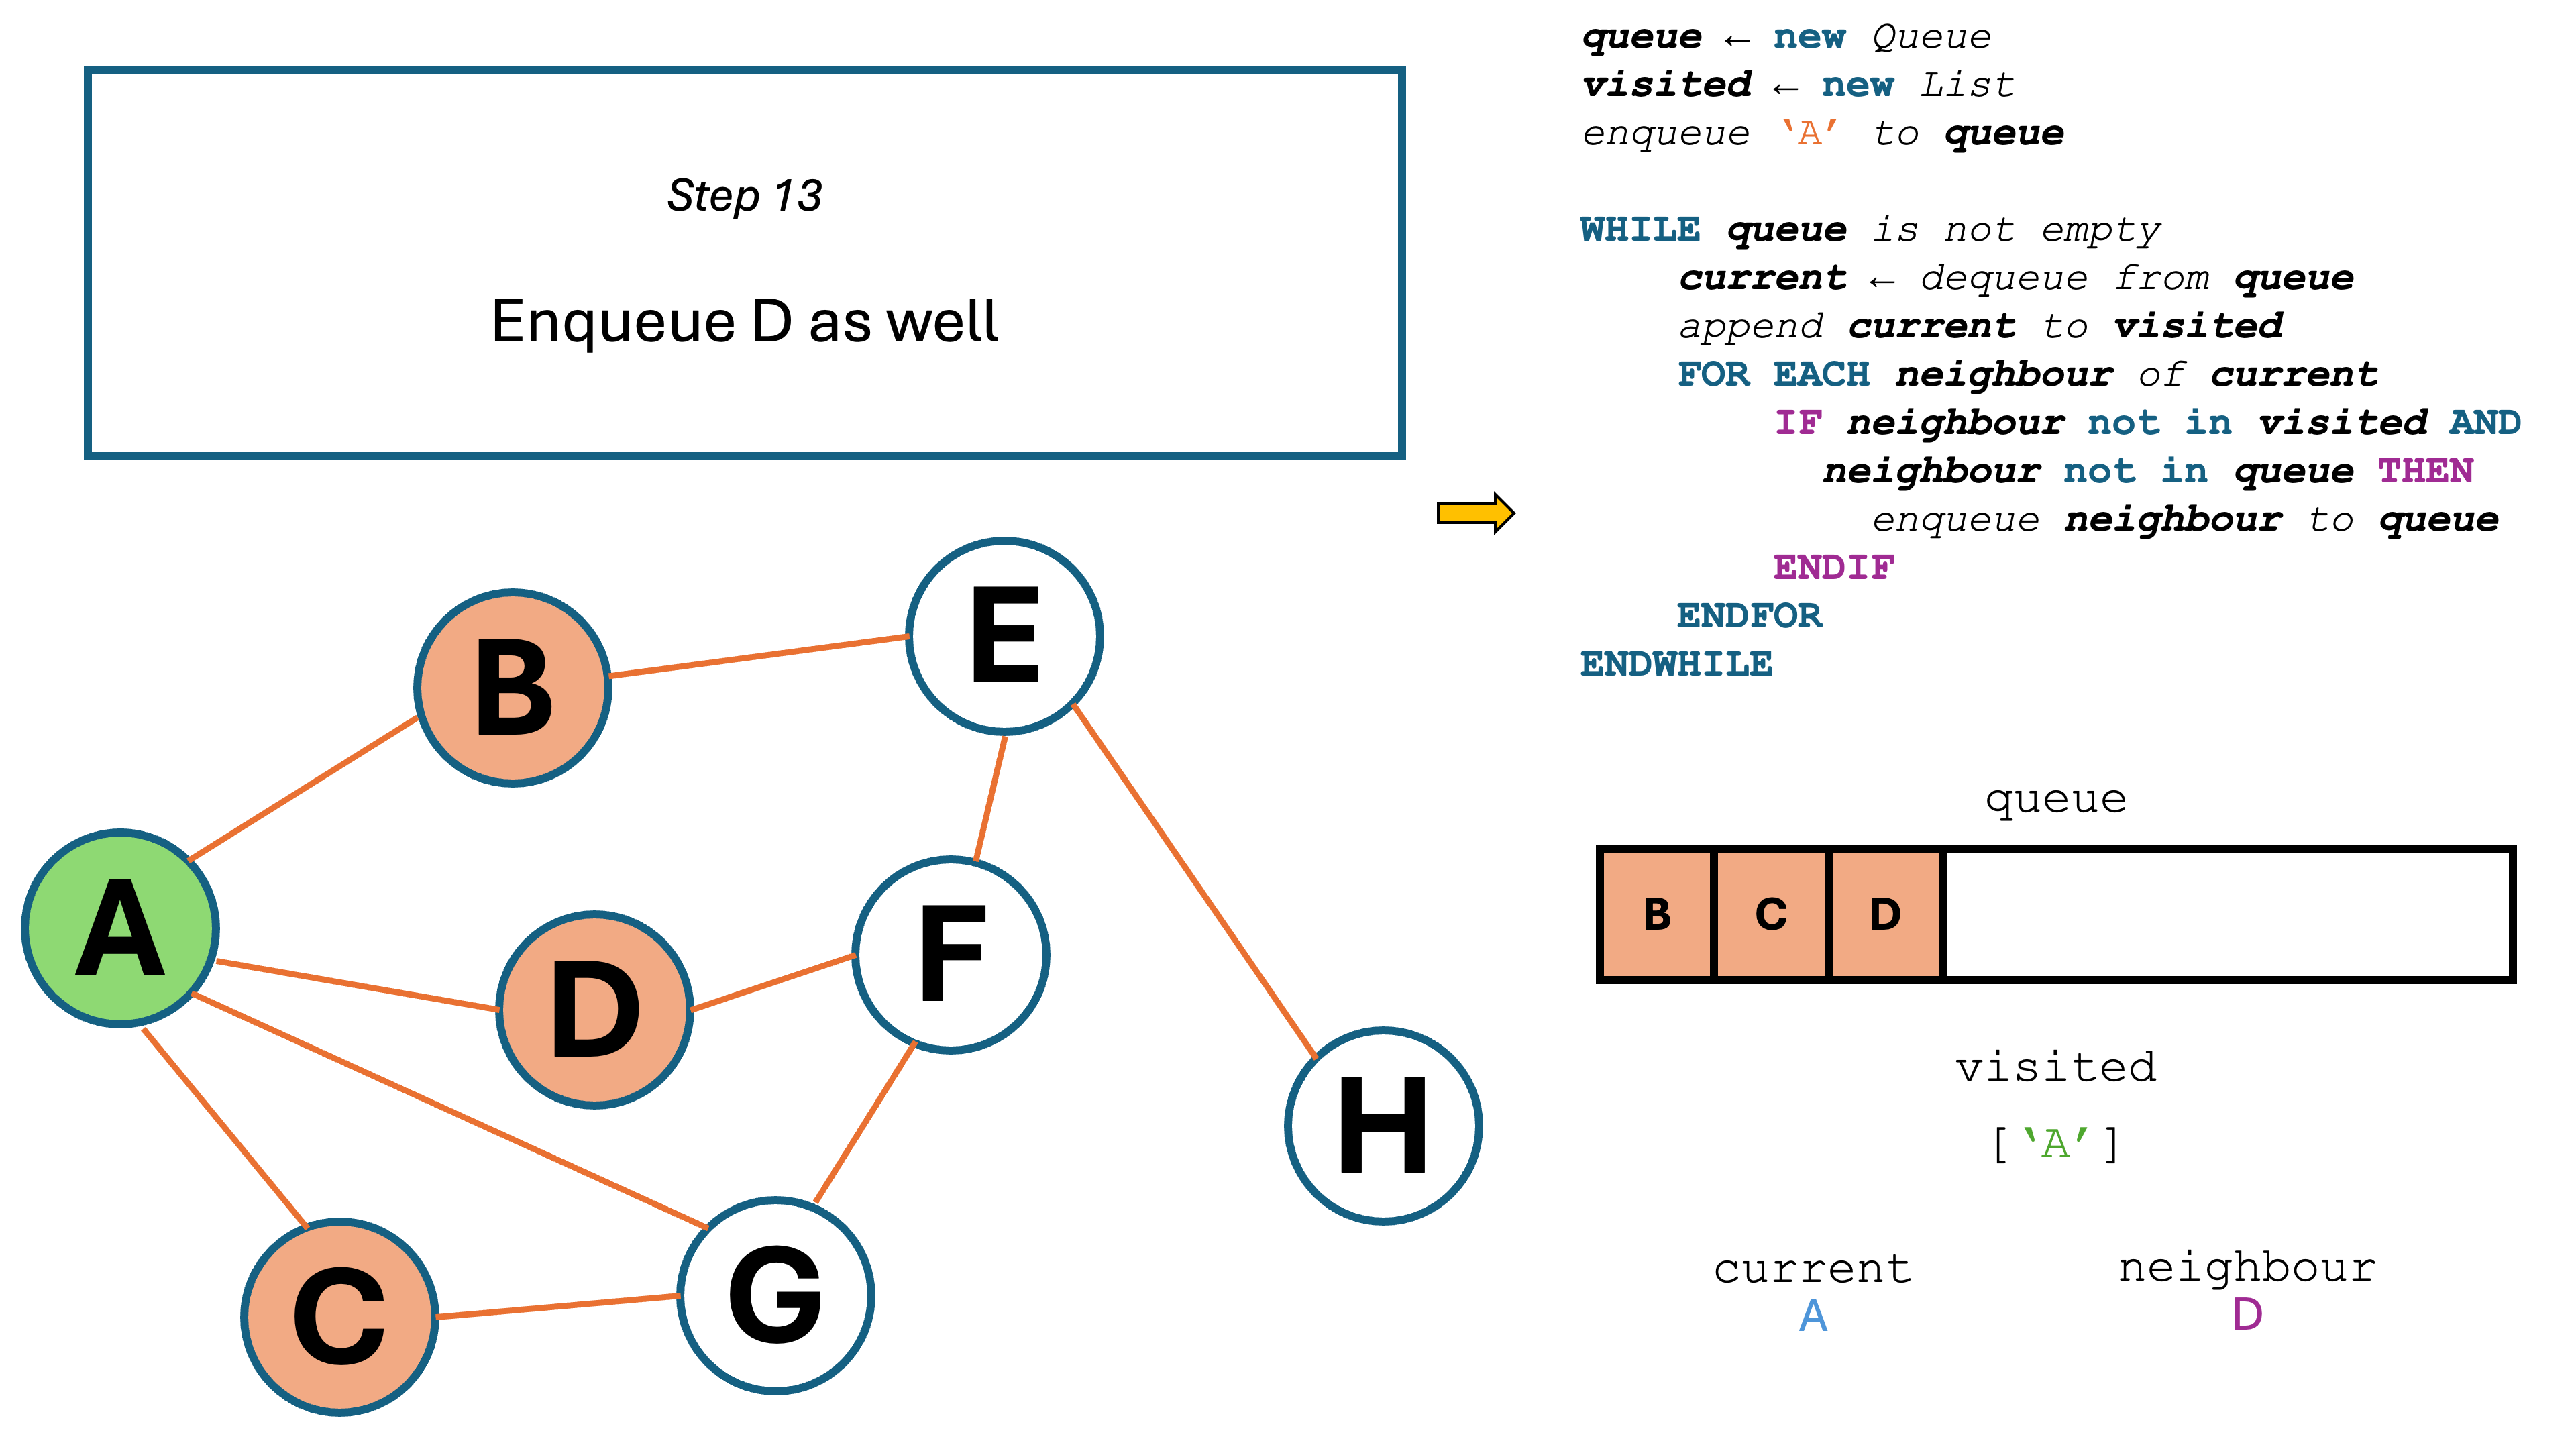 Step 13
Enqueue D as well
queue ← new Queue
visited ← new List
enqueue ‘A’ to queue
WHILE queue is not empty
current ← dequeue from queue
append current to visited
FOR EACH neighbour of current
IF neighbour not in visited AND
neighbour not in queue THEN
enqueue neighbour to queue
ENDIF
ENDFOR
ENDWHILE
E
B
A
F
D
H
G
C
queue
B C D
visited
[‘A’]
current neighbour
A D